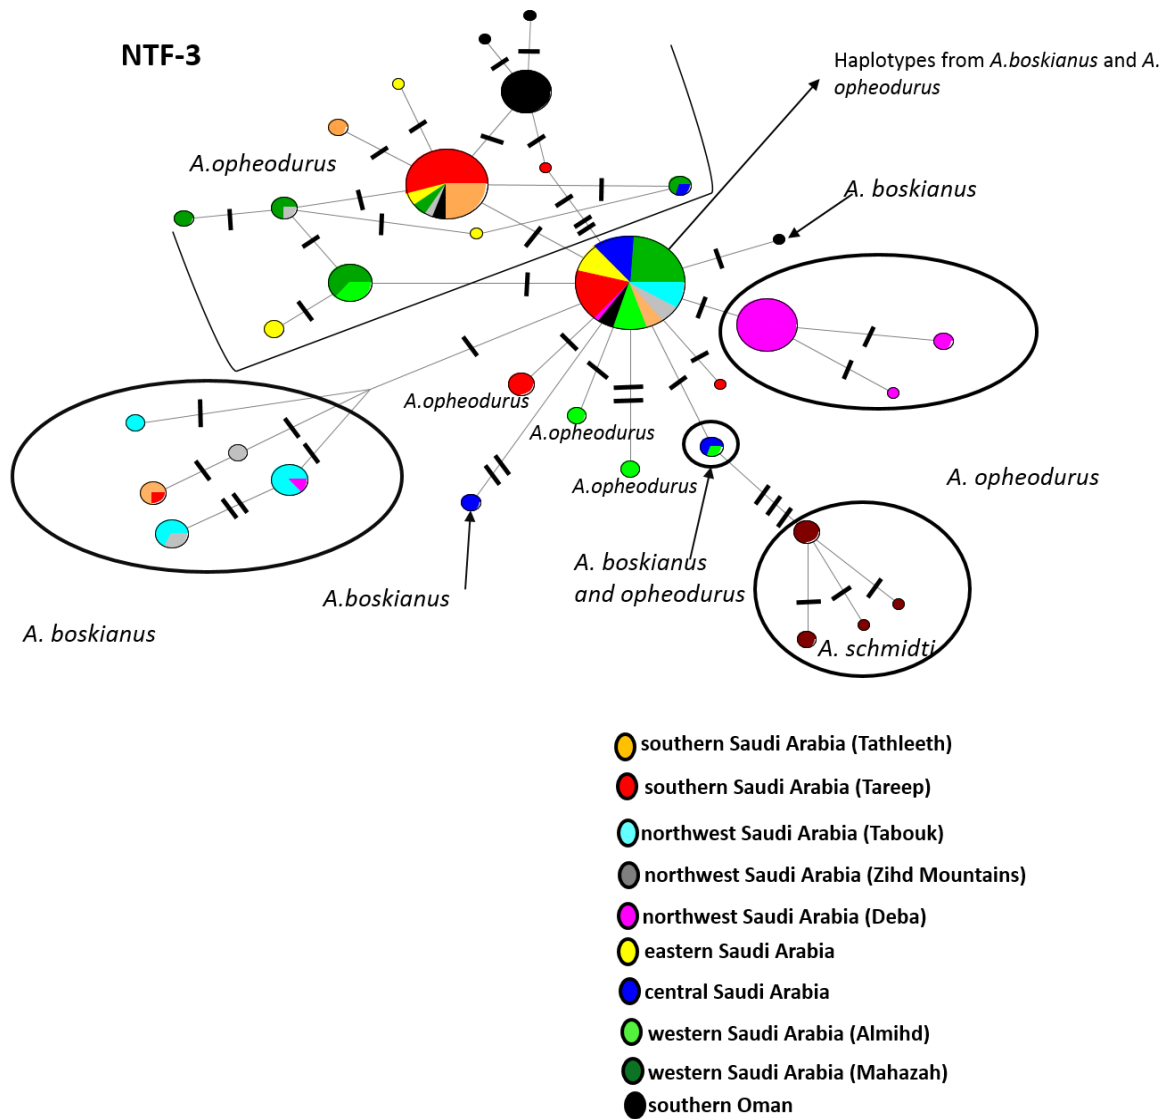 NTF-3
Haplotypes from A.boskianus and A.
opheodurus
A.opheodurus
A. boskianus
A.opheodurus
A.opheodurus
A.opheodurus
A. opheodurus
A. boskianus
and opheodurus
A.boskianus
A. boskianus
A. schmidti
southern Saudi Arabia (Tathleeth)
southern Saudi Arabia (Tareep)
northwest Saudi Arabia (Tabouk)
northwest Saudi Arabia (Zihd Mountains)
northwest Saudi Arabia (Deba)
eastern Saudi Arabia
central Saudi Arabia
western Saudi Arabia (Almihd)
western Saudi Arabia (Mahazah)
southern Oman